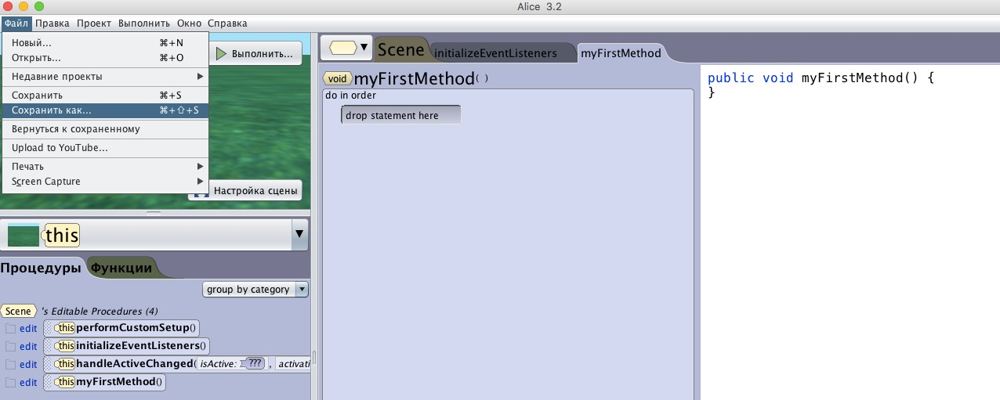 Alice 3.2
Файл Правка Проект Выполнить Окно Справка
Новый... ⌘+N
Открыть... ⌘+O
Недавние проекты
Сохранить ⌘+S
Сохранить как... ⌘+⇧+S
Вернуться к сохраненному
Upload to YouTube...
Печать
Screen Capture
Выполнить...
Настройка сцены
this
Процедуры Функции
group by category
Scene 's Editable Procedures (4)
edit this performCustomSetup()
edit this initializeEventListeners()
edit this handleActiveChanged( isActive: ??? , activati
edit this myFirstMethod()
Scene initializeEventListeners myFirstMethod
void myFirstMethod ( )
do in order
drop statement here
public void myFirstMethod() {
}